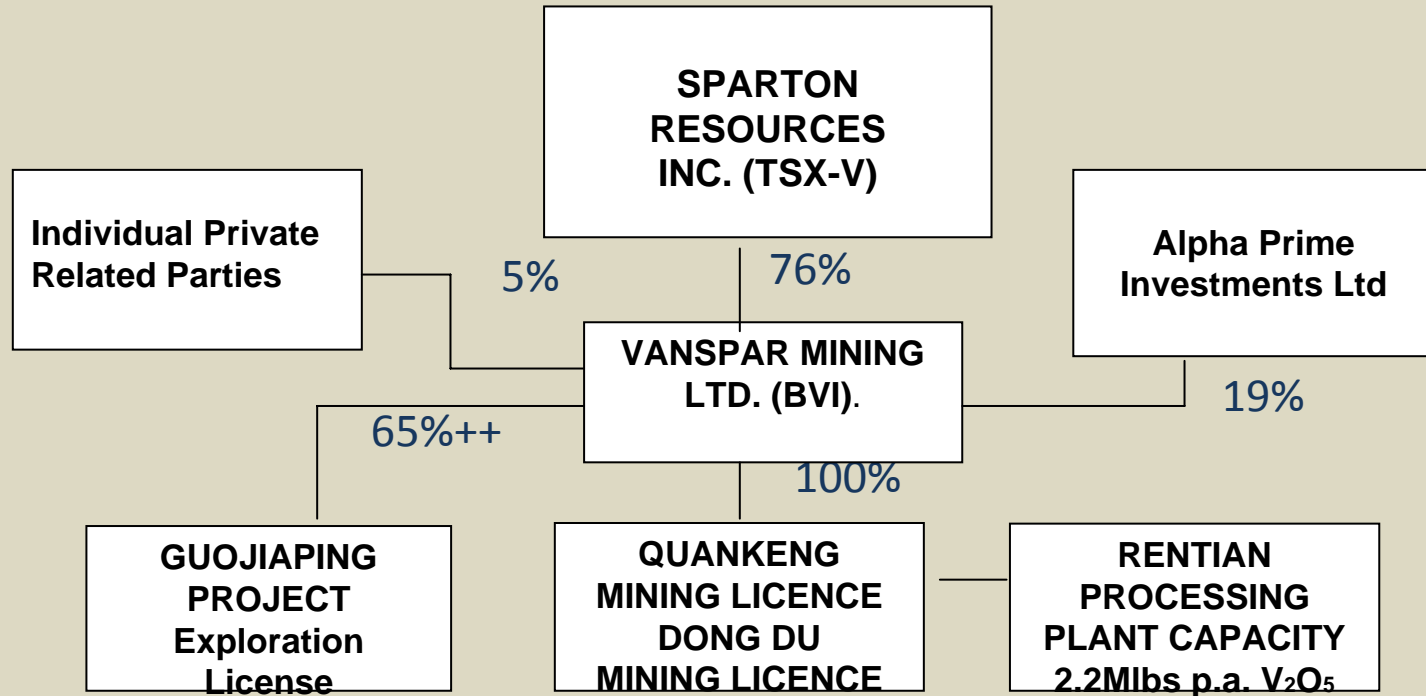 SPARTON
RESOURCES
INC. (TSX-V)
Individual Private
Related Parties
5%
76%
Alpha Prime
Investments Ltd
VANSPAR MINING
LTD. (BVI).
19%
65%++
100%
GUOJIAPING
PROJECT
Exploration
License
QUANKENG
MINING LICENCE
DONG DU
MINING LICENCE
RENTIAN
PROCESSING
PLANT CAPACITY
2.2Mlbs p.a. V₂O₅